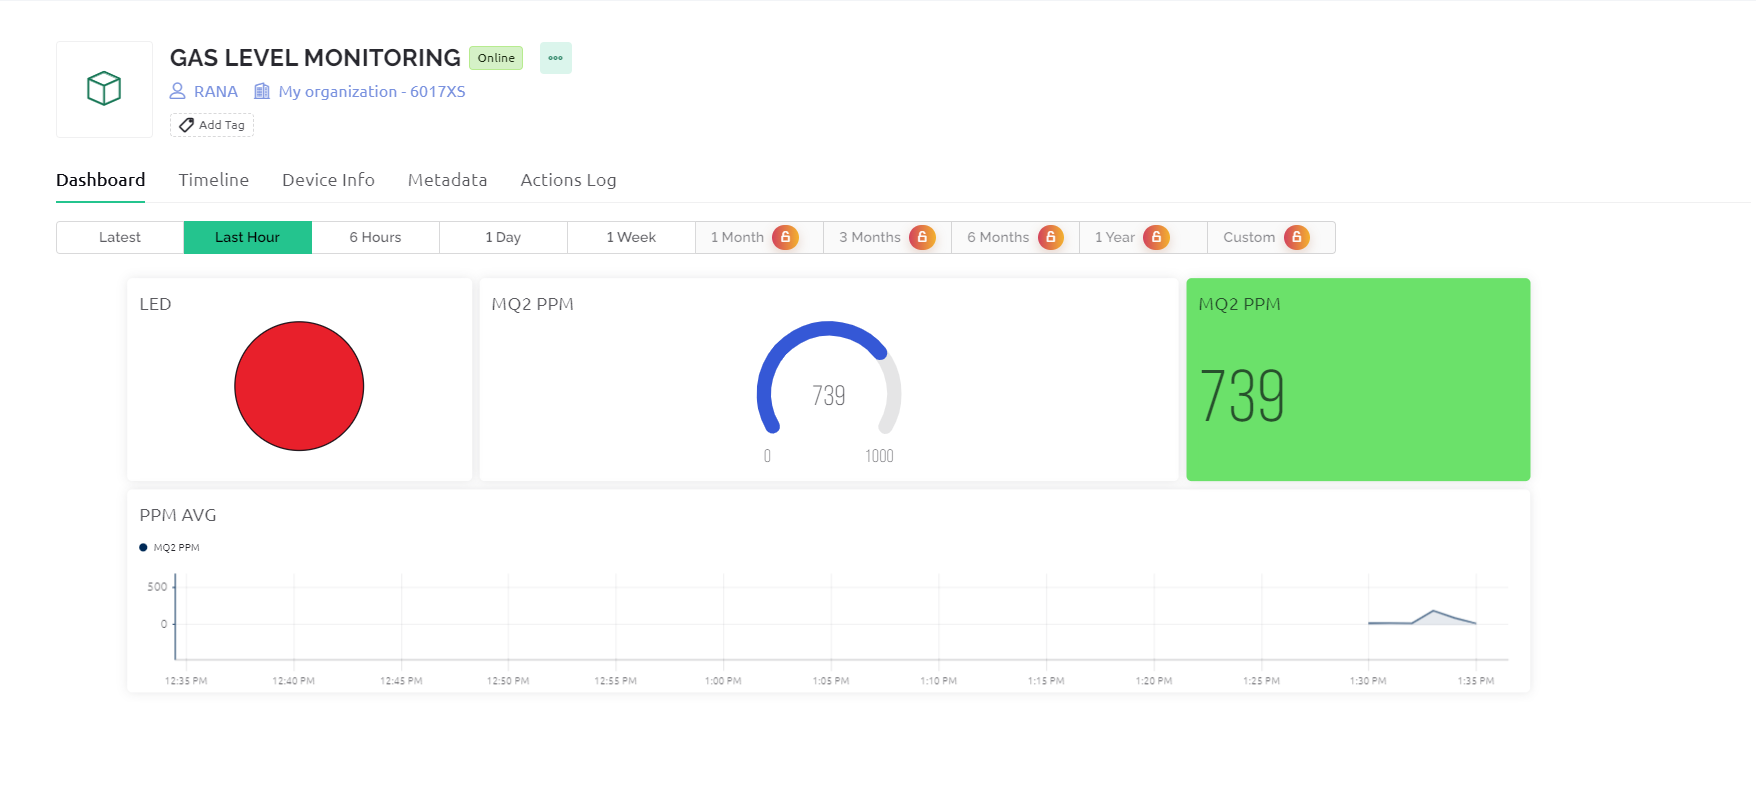 GAS LEVEL MONITORING Online
RANA My organization - 6017XS
Add Tag
Dashboard Timeline Device Info Metadata Actions Log
Latest Last Hour 6 Hours 1 Day 1 Week 1 Month 3 Months 6 Months 1 Year Custom
LED MQ2 PPM MQ2 PPM
739 739
0 1000
PPM AVG
MQ2 PPM
500
0
12:35 PM 12:40 PM 12:45 PM 12:50 PM 12:55 PM 1:00 PM 1:05 PM 1:10 PM 1:15 PM 1:20 PM 1:25 PM 1:30 PM 1:35 PM